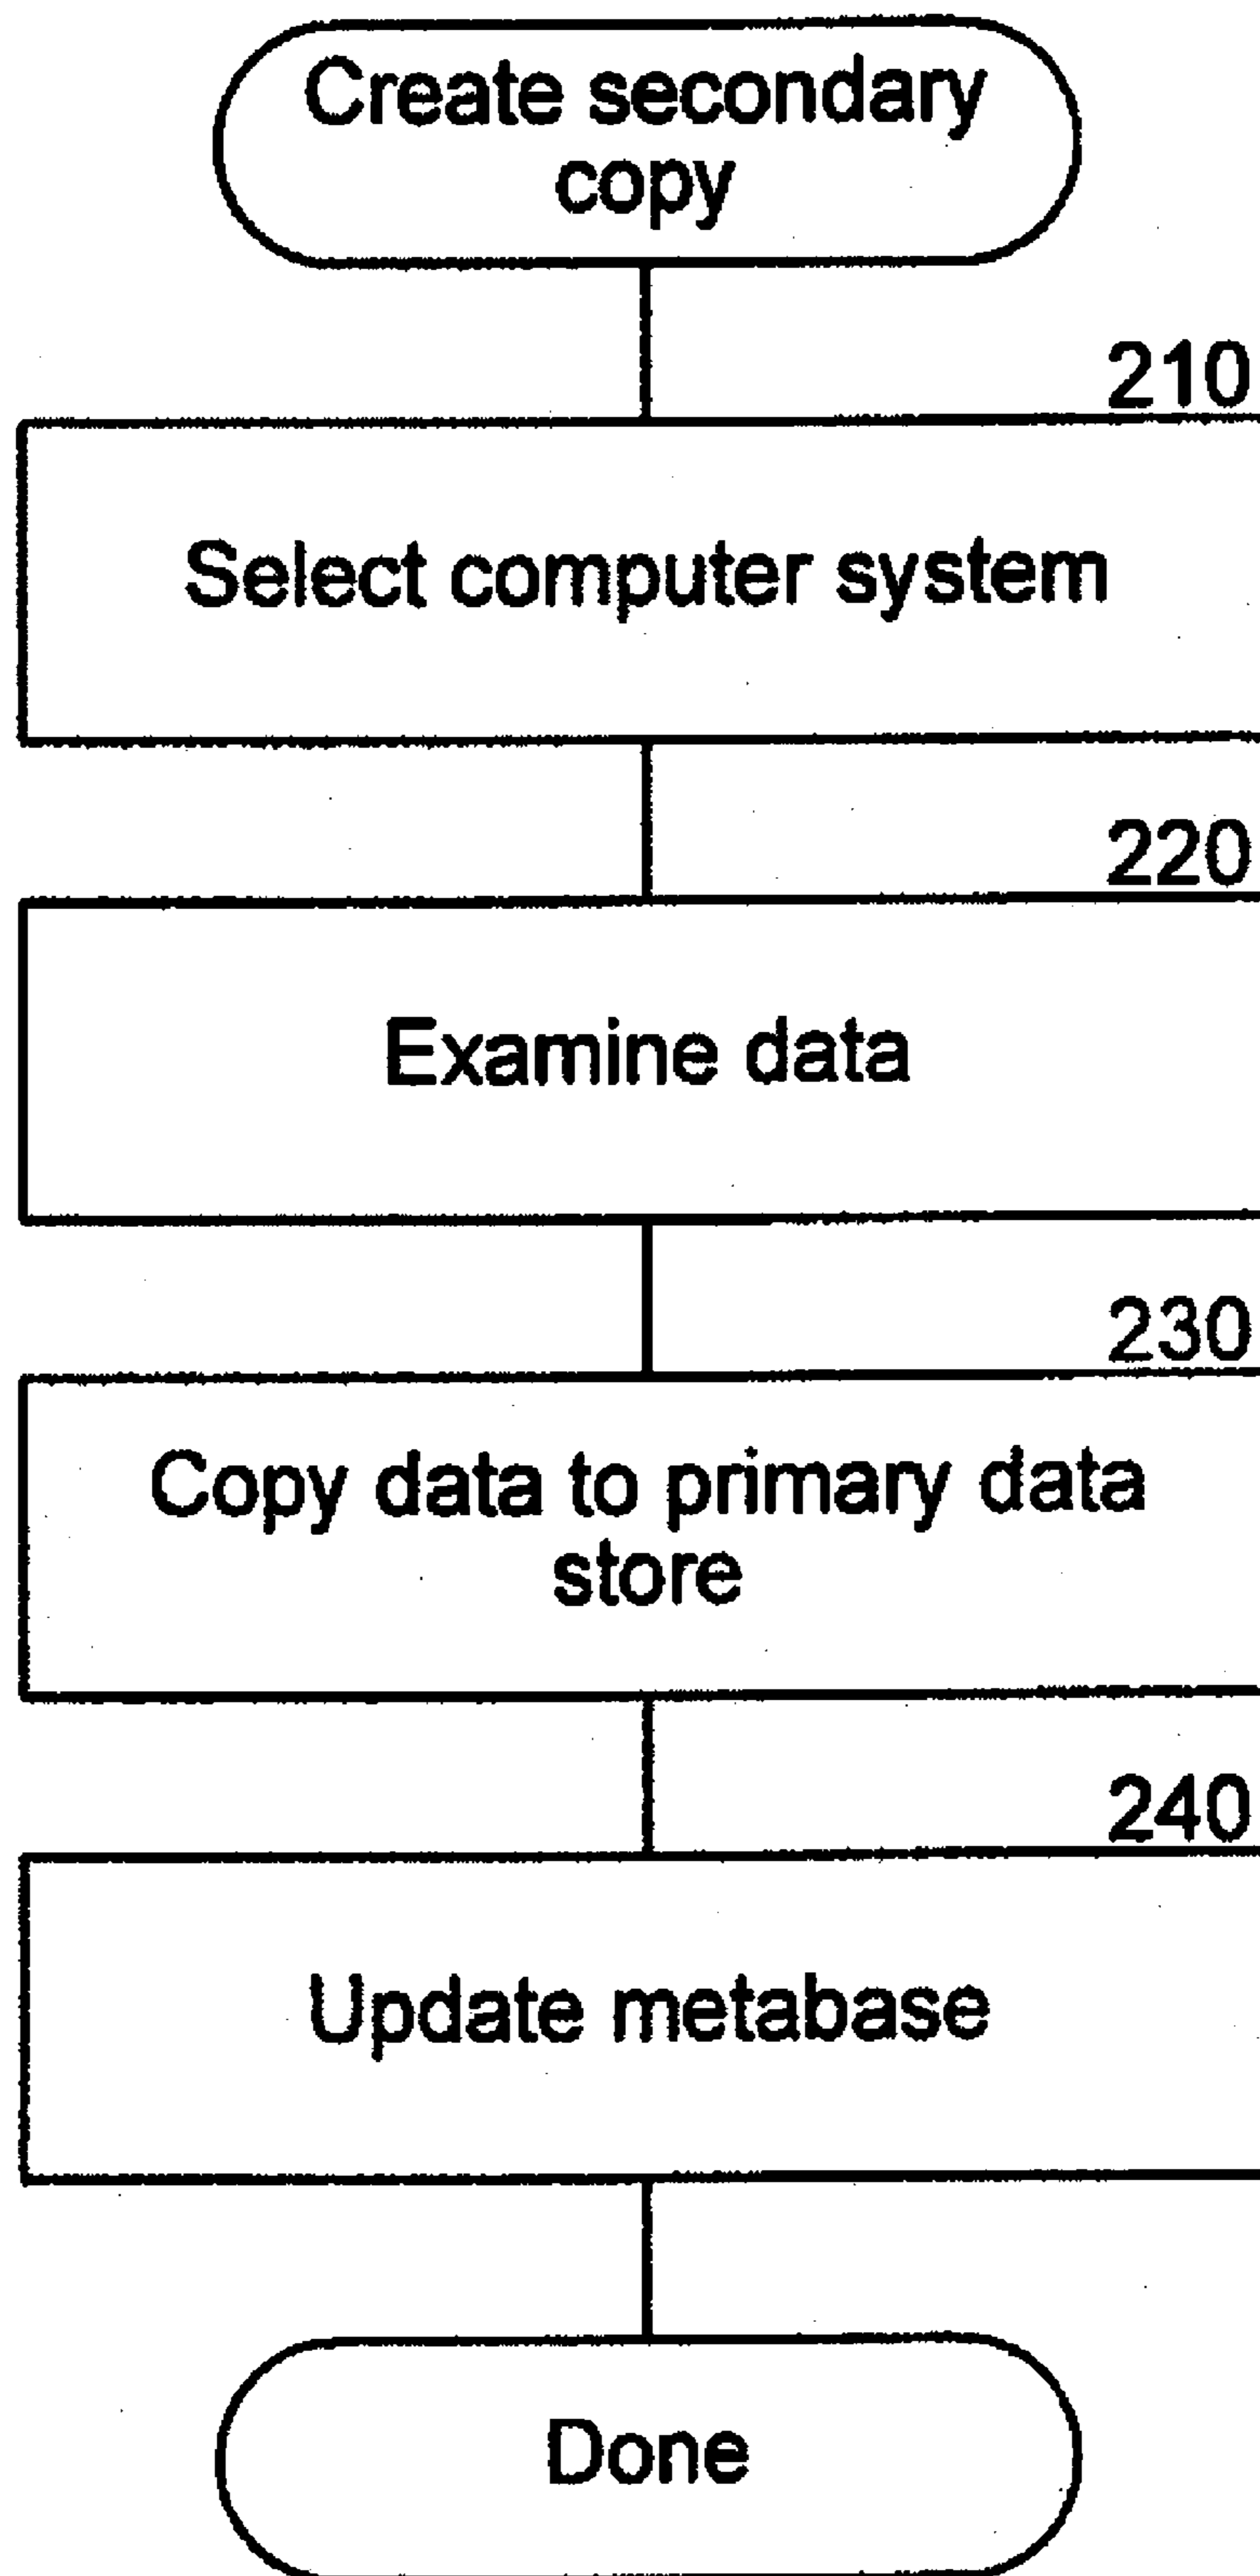 Create secondary
copy
210
Select computer system
220
Examine data
230
Copy data to primary data
store
240
Update metabase
Done